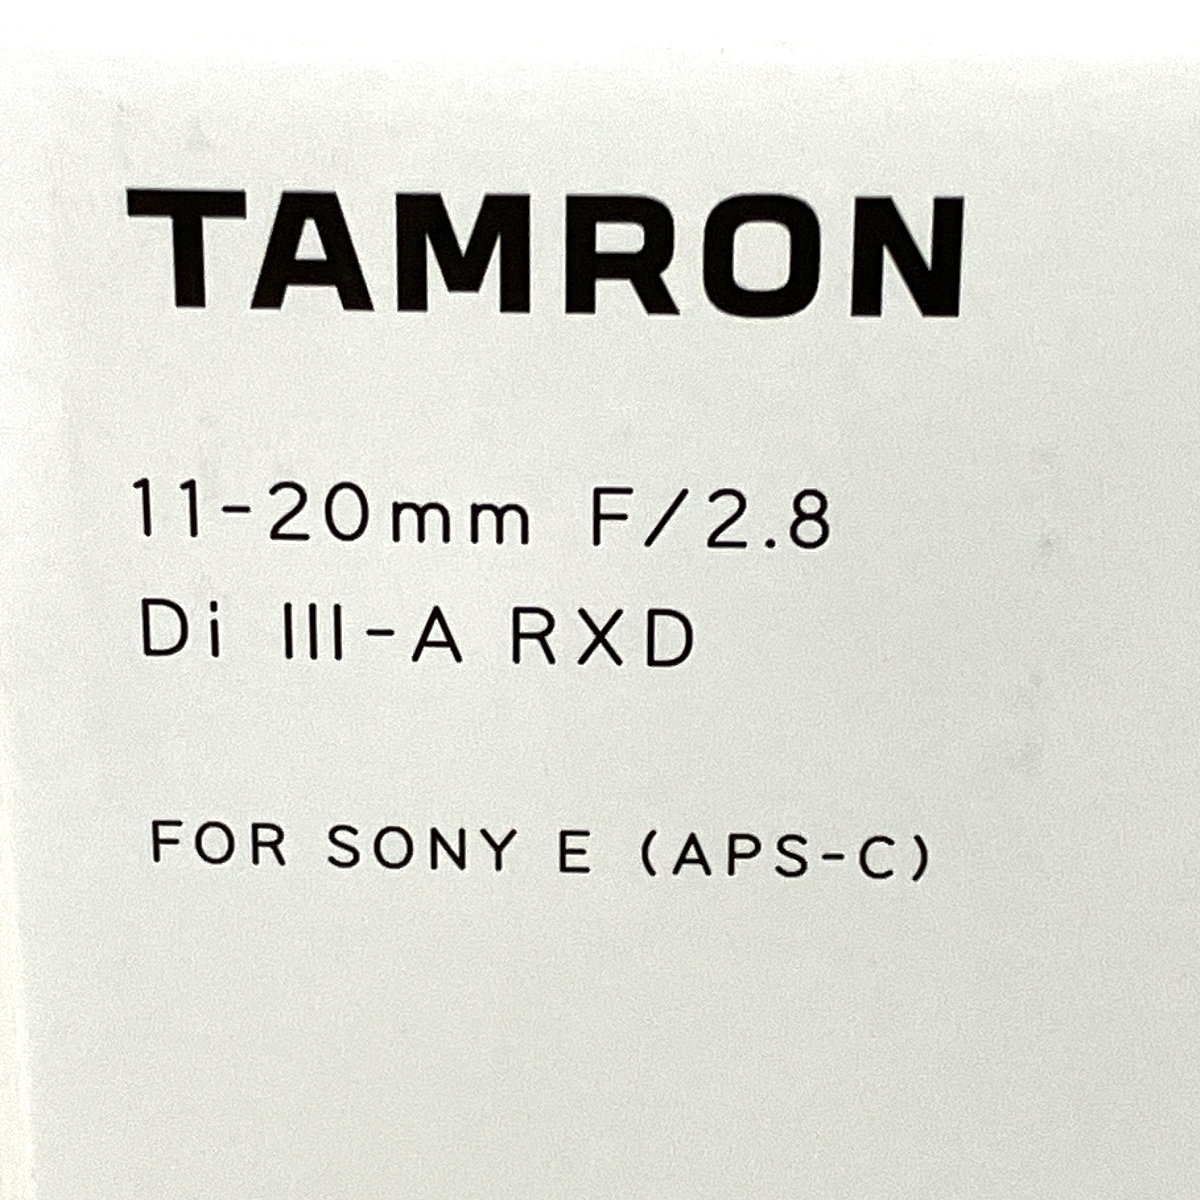 TAMRON
11-20mm F/2.8
Di III-A RXD
FOR SONY E (APS-C)